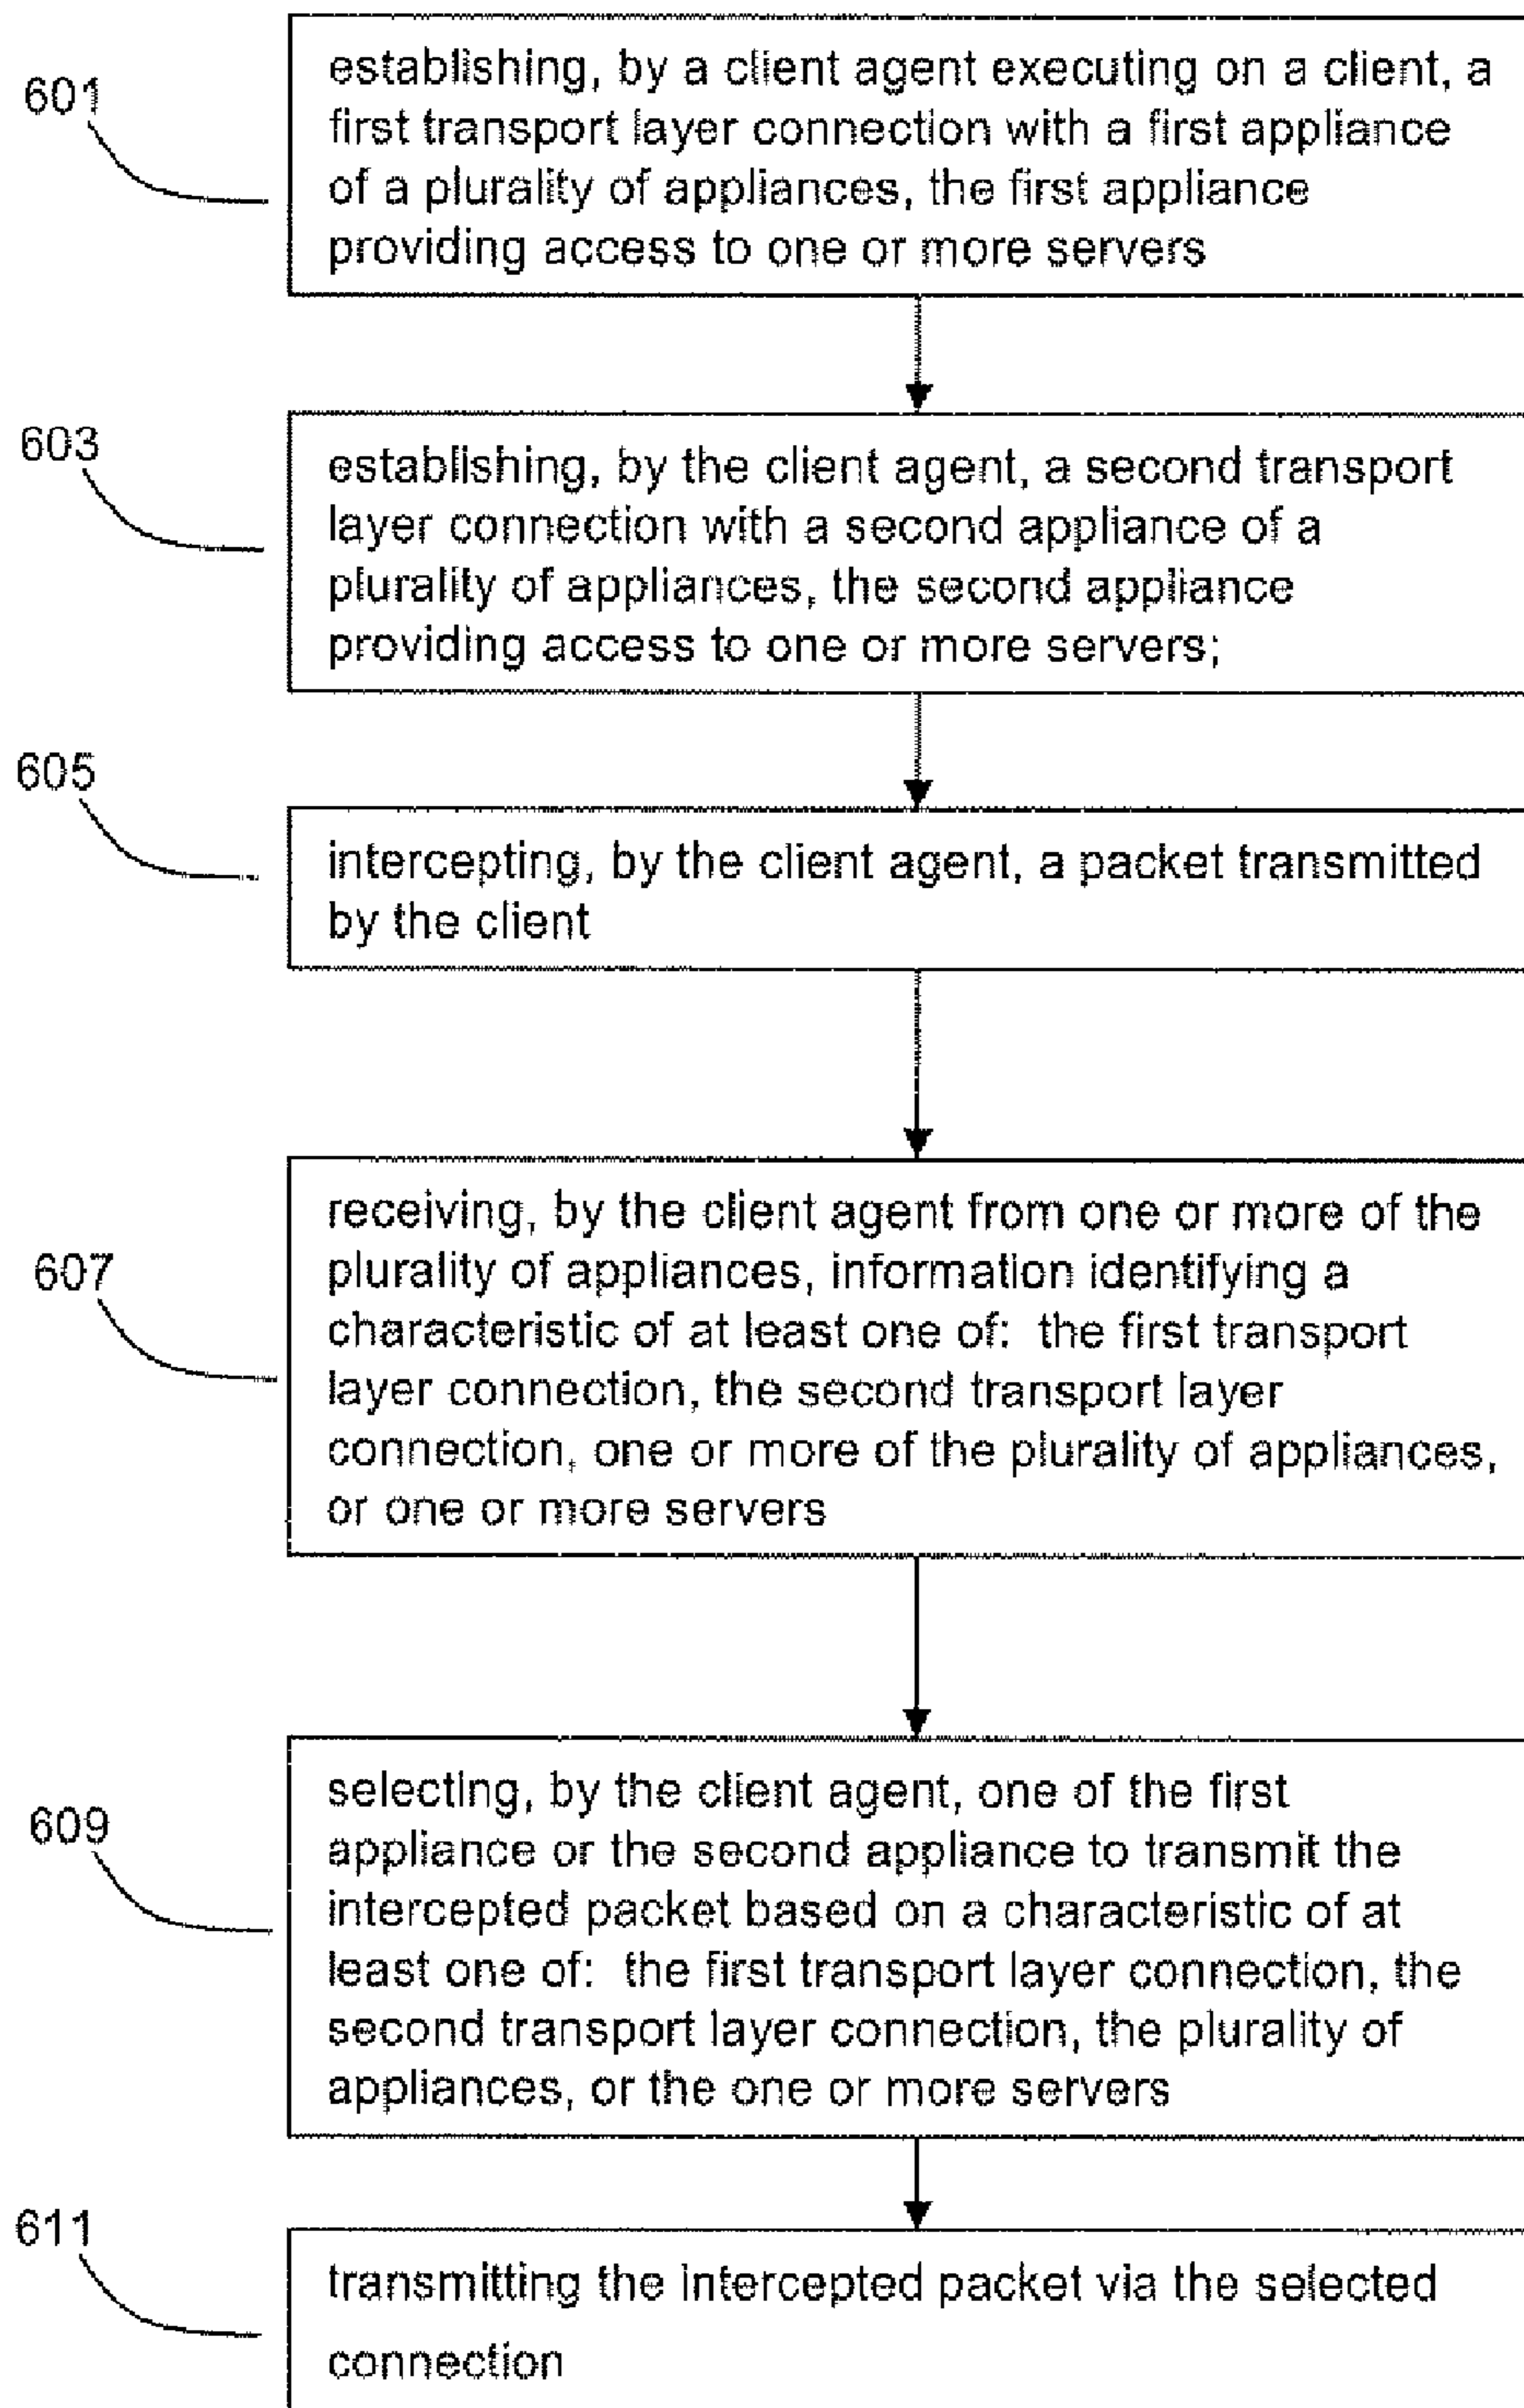 601
establishing, by a client agent executing on a client, a
first transport layer connection with a first appliance
of a plurality of appliances, the first appliance
providing access to one or more servers
603
establishing, by the client agent, a second transport
layer connection with a second appliance of a
plurality of appliances, the second appliance
providing access to one or more servers;
605
intercepting, by the client agent, a packet transmitted
by the client
607
receiving, by the client agent from one or more of the
plurality of appliances, information identifying a
characteristic of at least one of: the first transport
layer connection, the second transport layer
connection, one or more of the plurality of appliances,
or one or more servers
609
selecting, by the client agent, one of the first
appliance or the second appliance to transmit the
intercepted packet based on a characteristic of at
least one of: the first transport layer connection, the
second transport layer connection, the plurality of
appliances, or the one or more servers
611
transmitting the intercepted packet via the selected
connection